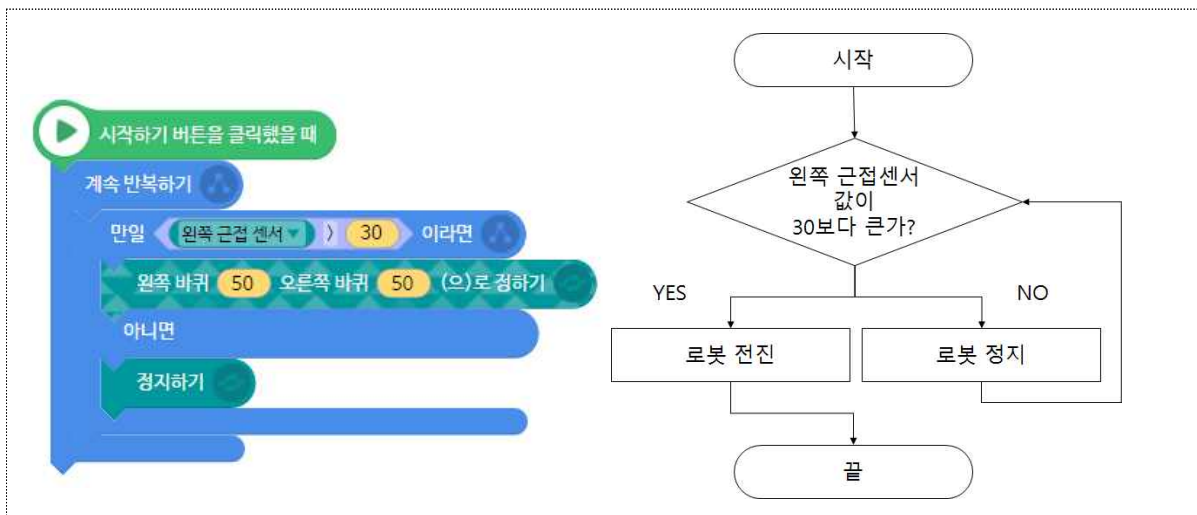 시작하기 버튼을 클릭했을 때
계속 반복하기
만일 왼쪽 근접 센서 > 30 이라면
왼쪽 바퀴 50 오른쪽 바퀴 50 (으)로 정하기
아니면
정지하기
시작
왼쪽 근접센서
값이
30보다 큰가?
YES
NO
로봇 전진
로봇 정지
끝